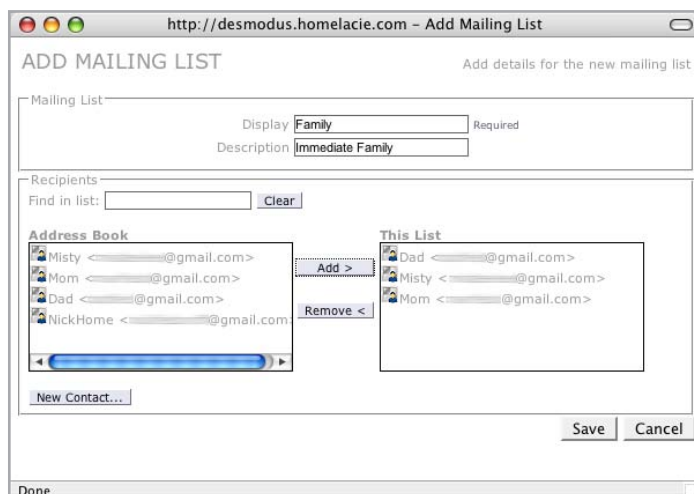 http://desmodus.homelacie.com – Add Mailing List
ADD MAILING LIST Add details for the new mailing list
Mailing List
Display Family Required
Description Immediate Family
Recipients
Find in list: Clear
Address Book This List
Misty < @gmail.com> Dad < @gmail.com>
Add >
Mom < @gmail.com> Misty < @gmail.com>
Dad < @gmail.com> Mom < @gmail.com>
Remove <
NickHome < @gmail.com
New Contact...
Save Cancel
Done